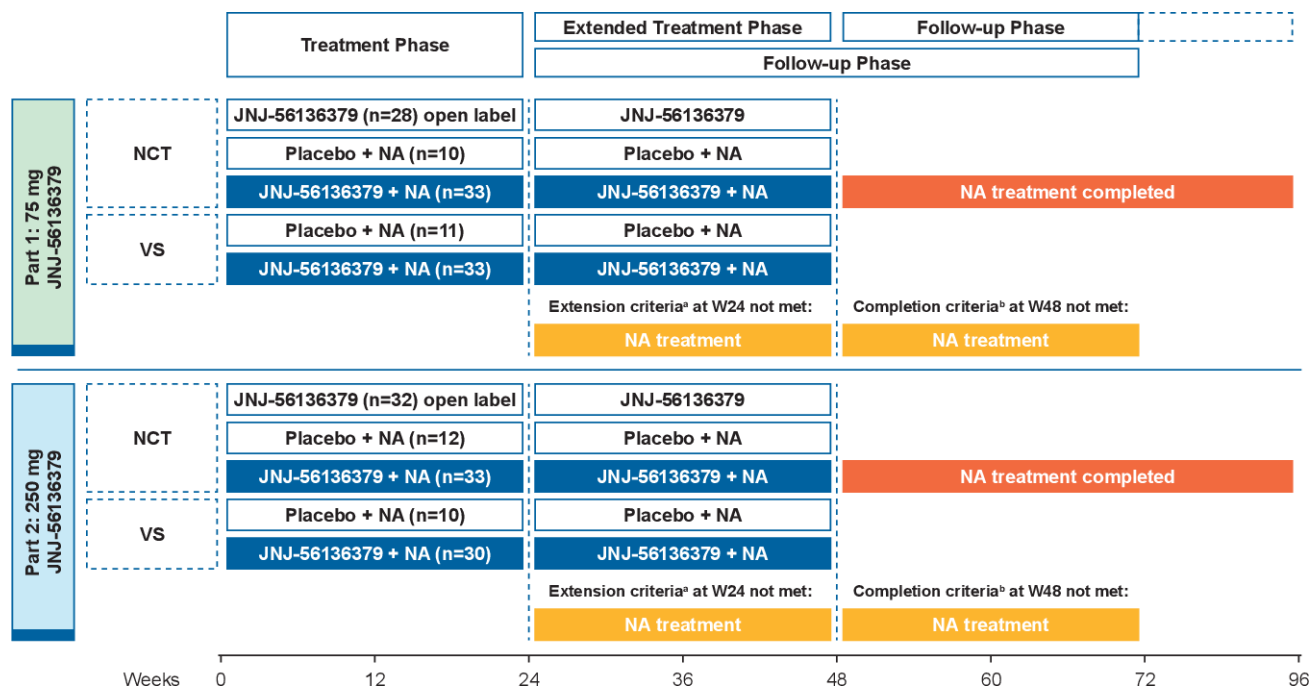 Treatment Phase
Extended Treatment Phase
Follow-up Phase
Follow-up Phase
Part 1: 75 mg
JNJ-56136379
NCT
JNJ-56136379 (n=28) open label
JNJ-56136379
Placebo + NA (n=10)
Placebo + NA
JNJ-56136379 + NA (n=33)
JNJ-56136379 + NA
NA treatment completed
VS
Placebo + NA (n=11)
Placebo + NA
JNJ-56136379 + NA (n=33)
JNJ-56136379 + NA
Extension criteriaᵃ at W24 not met:
Completion criteriaᵇ at W48 not met:
NA treatment
NA treatment
Part 2: 250 mg
JNJ-56136379
NCT
JNJ-56136379 (n=32) open label
JNJ-56136379
Placebo + NA (n=12)
Placebo + NA
JNJ-56136379 + NA (n=33)
JNJ-56136379 + NA
NA treatment completed
VS
Placebo + NA (n=10)
Placebo + NA
JNJ-56136379 + NA (n=30)
JNJ-56136379 + NA
Extension criteriaᵃ at W24 not met:
Completion criteriaᵇ at W48 not met:
NA treatment
NA treatment
Weeks 0 12 24 36 48 60 72 96